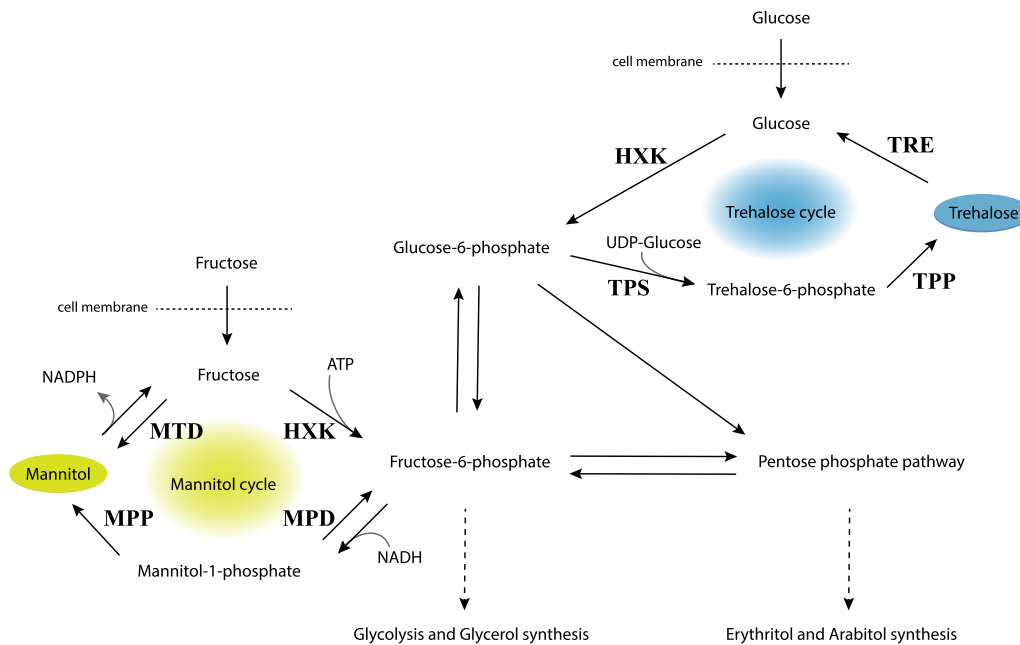 Glucose
cell membrane
Glucose
TRE
HXK
Trehalose cycle
Trehalose
Glucose-6-phosphate
UDP-Glucose
TPS
Trehalose-6-phosphate
TPP
Fructose
cell membrane
Fructose
ATP
NADPH
MTD
HXK
Mannitol
Mannitol cycle
Fructose-6-phosphate
Pentose phosphate pathway
MPP
MPD
NADH
Mannitol-1-phosphate
Glycolysis and Glycerol synthesis
Erythritol and Arabitol synthesis